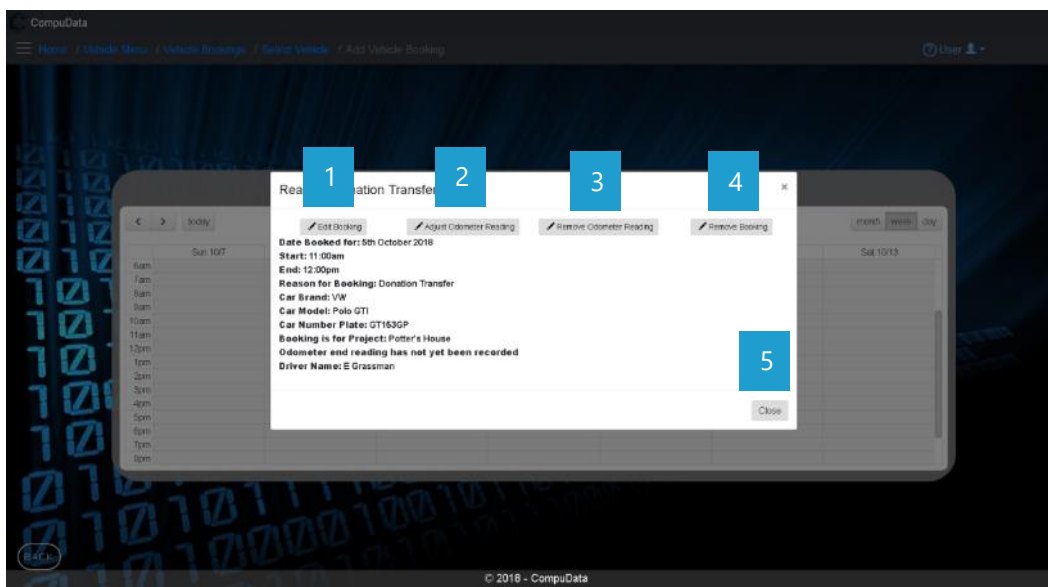 CompuData
Home / Vehicle Menu / Vehicle Bookings / Select Vehicle / Add Vehicle Booking
User
1
2
3
4
Rea ation Transfe
×
Edit Booking
Adjust Odometer Reading
Remove Odometer Reading
Remove Booking
Date Booked for: 5th October 2018
Start: 11:00am
End: 12:00pm
Reason for Booking: Donation Transfer
Car Brand: VW
Car Model: Polo GTI
Car Number Plate: GT163GP
Booking is for Project: Potter's House
Odometer end reading has not yet been recorded
Driver Name: E Grassman
5
Close
< > today
month week day
Sun 10/7
Sat 10/13
6am
7am
8am
9am
10am
11am
12pm
1pm
2pm
3pm
4pm
5pm
6pm
7pm
8pm
BACK
© 2018 - CompuData